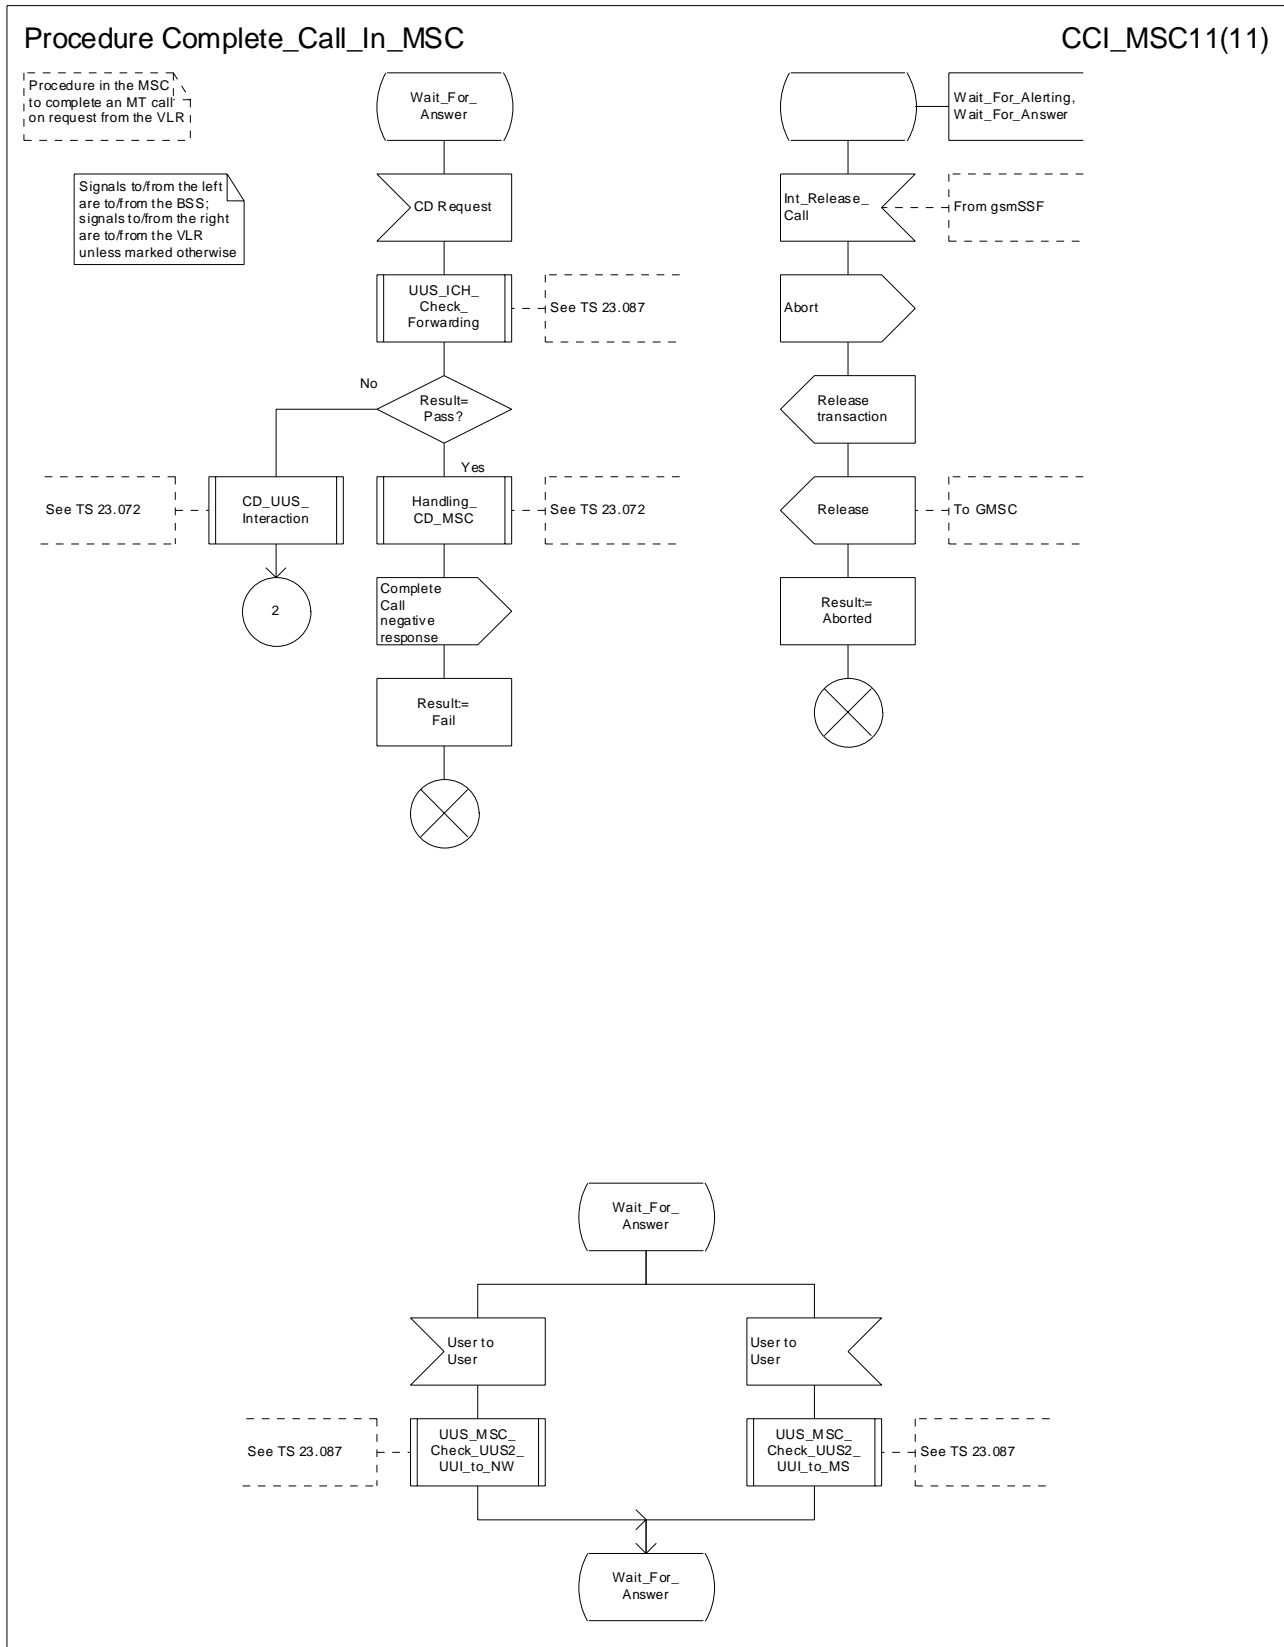 Procedure Complete_Call_In_MSC
CCI_MSC11(11)
Procedure in the MSC
to complete an MT call
on request from the VLR
Signals to/from the left
are to/from the BSS;
signals to/from the right
are to/from the VLR
unless marked otherwise
Wait_For_
Answer
CD Request
UUS_ICH_
Check_
Forwarding
See TS 23.087
Result=
Pass?
No
Yes
See TS 23.072
CD_UUS_
Interaction
2
Handling_
CD_MSC
See TS 23.072
Complete
Call
negative
response
Result:=
Fail
Wait_For_Alerting,
Wait_For_Answer
Int_Release_
Call
From gsmSSF
Abort
Release
transaction
Release
To GMSC
Result:=
Aborted
Wait_For_
Answer
User to
User
User to
User
See TS 23.087
UUS_MSC_
Check_UUS2_
UUI_to_NW
UUS_MSC_
Check_UUS2_
UUI_to_MS
See TS 23.087
Wait_For_
Answer